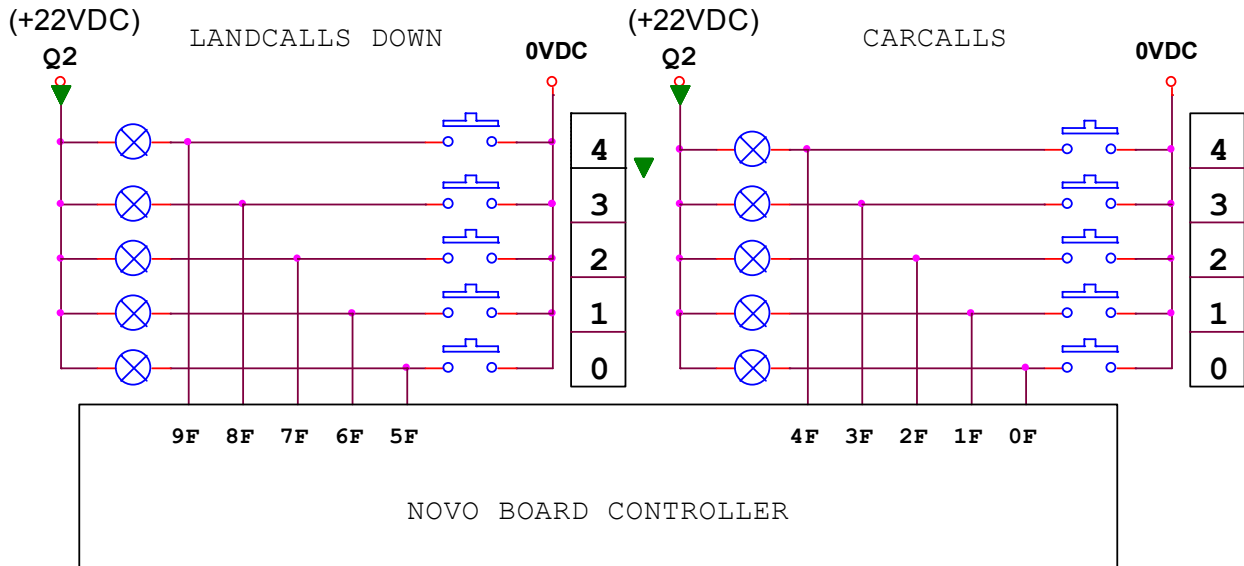 (+22VDC)
LANDCALLS DOWN
Q2
0VDC
4
3
2
1
0
(+22VDC)
CARCALLS
Q2
0VDC
4
3
2
1
0
9F 8F 7F 6F 5F
4F 3F 2F 1F 0F
NOVO BOARD CONTROLLER